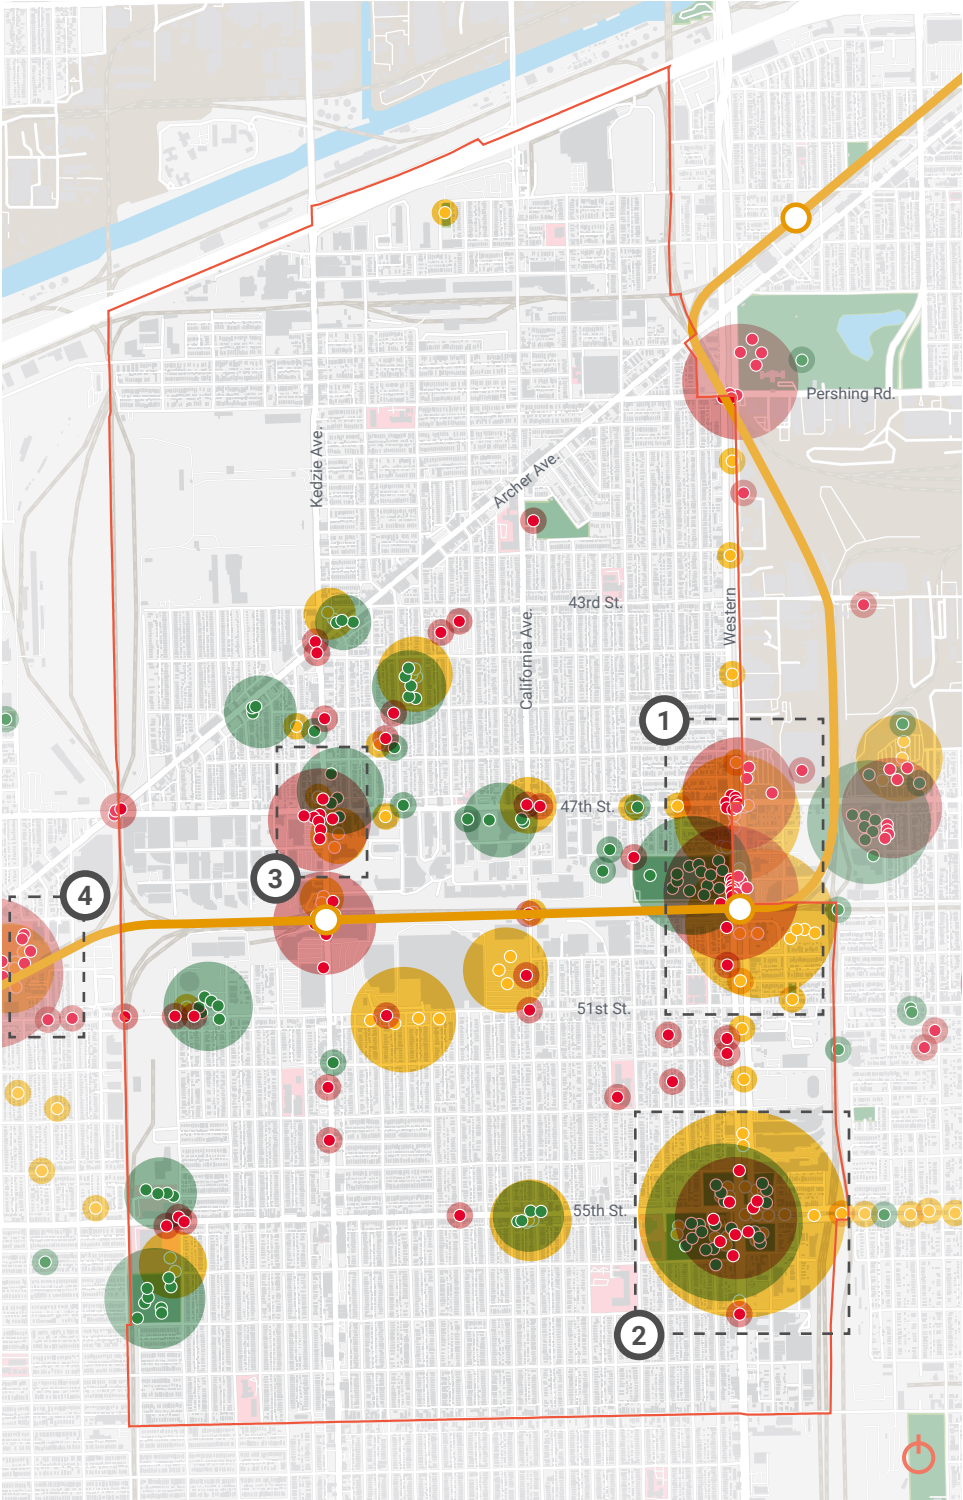 Pershing Rd.
Kedzie Ave.
Archer Ave.
43rd St.
Western
California Ave.
1
47th St.
3
4
51st St.
55th St.
2